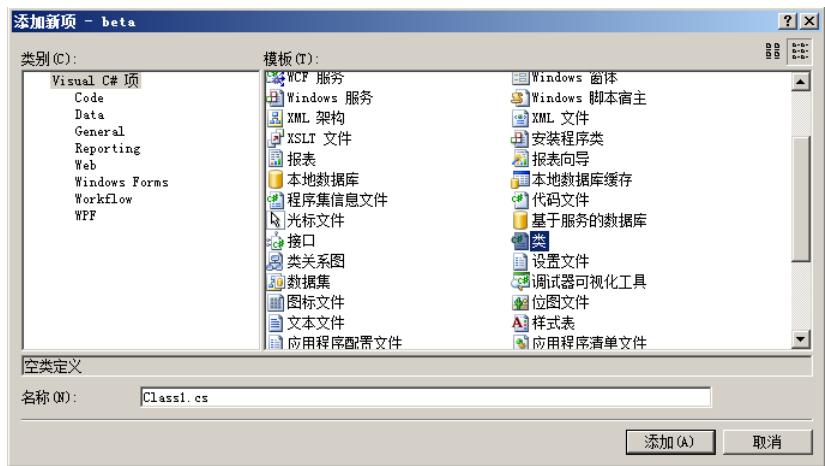 添加新项 - beta
类别(C):
模板(T):
Visual C# 项
Code
Data
General
Reporting
Web
Windows Forms
Workflow
WPF
WCF 服务
Windows 窗体
Windows 服务
Windows 脚本宿主
XML 架构
XML 文件
XSLT 文件
安装程序类
报表
报表向导
本地数据库
本地数据库缓存
程序集信息文件
代码文件
光标文件
基于服务的数据库
接口
类
类关系图
设置文件
数据集
调试器可视化工具
图标文件
位图文件
文本文件
样式表
应用程序配置文件
应用程序清单文件
空类定义
名称(N):
Class1.cs
添加(A)
取消